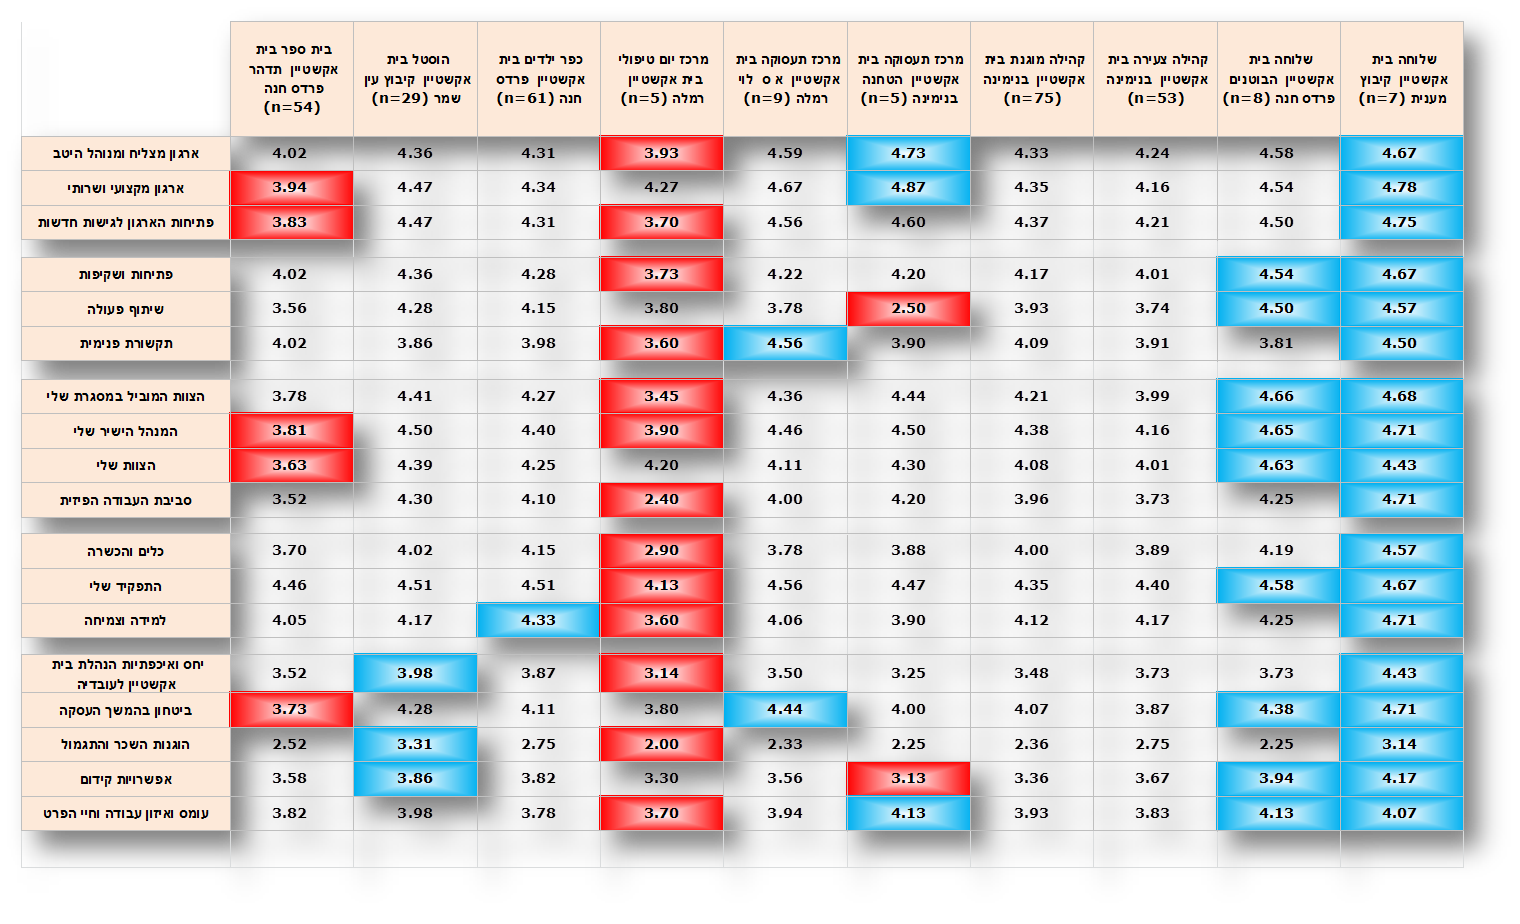 בית ספר בית
אקשטיין תדהר
פרדס חנה
(n=54)
הוסטל בית
אקשטיין קיבוץ עין
שמר (n=29)
כפר ילדים בית
אקשטיין פרדס
חנה (n=61)
מרכז יום טיפולי
בית אקשטיין
רמלה (n=5)
מרכז תעסוקה בית
אקשטיין א ס לוי
רמלה (n=9)
מרכז תעסוקה בית
אקשטיין הטחנה
בנימינה (n=5)
קהילה מוגנת בית
אקשטיין בנימינה
(n=75)
קהילה צעירה בית
אקשטיין בנימינה
(n=53)
שלוחה בית
אקשטיין הבוטנים
פרדס חנה (n=8)
שלוחה בית
אקשטיין קיבוץ
מענית (n=7)
ארגון מצליח ומנוהל היטב 4.02 4.36 4.31 3.93 4.59 4.73 4.33 4.24 4.58 4.67
ארגון מקצועי ושרותי 3.94 4.47 4.34 4.27 4.67 4.87 4.35 4.16 4.54 4.78
פתיחות הארגון לגישות חדשות 3.83 4.47 4.31 3.70 4.56 4.60 4.37 4.21 4.50 4.75
פתיחות ושקיפות 4.02 4.36 4.28 3.73 4.22 4.20 4.17 4.01 4.54 4.67
שיתוף פעולה 3.56 4.28 4.15 3.80 3.78 2.50 3.93 3.74 4.50 4.57
תקשורת פנימית 4.02 3.86 3.98 3.60 4.56 3.90 4.09 3.91 3.81 4.50
הצוות המוביל במסגרת שלי 3.78 4.41 4.27 3.45 4.36 4.44 4.21 3.99 4.66 4.68
המנהל הישיר שלי 3.81 4.50 4.40 3.90 4.46 4.50 4.38 4.16 4.65 4.71
הצוות שלי 3.63 4.39 4.25 4.20 4.11 4.30 4.08 4.01 4.63 4.43
סביבת העבודה הפיזית 3.52 4.30 4.10 2.40 4.00 4.20 3.96 3.73 4.25 4.71
כלים והכשרה 3.70 4.02 4.15 2.90 3.78 3.88 4.00 3.89 4.19 4.57
התפקיד שלי 4.46 4.51 4.51 4.13 4.56 4.47 4.35 4.40 4.58 4.67
למידה וצמיחה 4.05 4.17 4.33 3.60 4.06 3.90 4.12 4.17 4.25 4.71
יחס ואיכפתיות הנהלת בית
אקשטיין לעובדיה 3.52 3.98 3.87 3.14 3.50 3.25 3.48 3.73 3.73 4.43
ביטחון בהמשך העסקה 3.73 4.28 4.11 3.80 4.44 4.00 4.07 3.87 4.38 4.71
הוגנות השכר והתגמול 2.52 3.31 2.75 2.00 2.33 2.25 2.36 2.75 2.25 3.14
אפשרויות קידום 3.58 3.86 3.82 3.30 3.56 3.13 3.36 3.67 3.94 4.17
עומס ואיזון עבודה וחיי הפרט 3.82 3.98 3.78 3.70 3.94 4.13 3.93 3.83 4.13 4.07